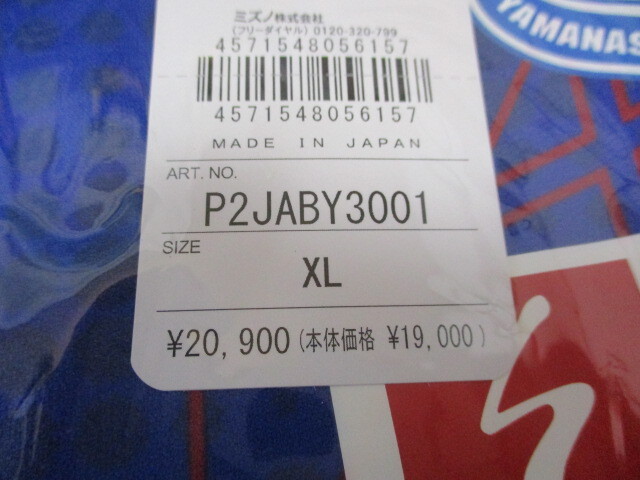 ミズノ株式会社
(フリーダイヤル) 0120-320-799
4571548056157
4571548056157
MADE IN JAPAN
ART. NO.
P2JABY3001
SIZE
XL
¥20,900 (本体価格 ¥19,000)
YAMANAS